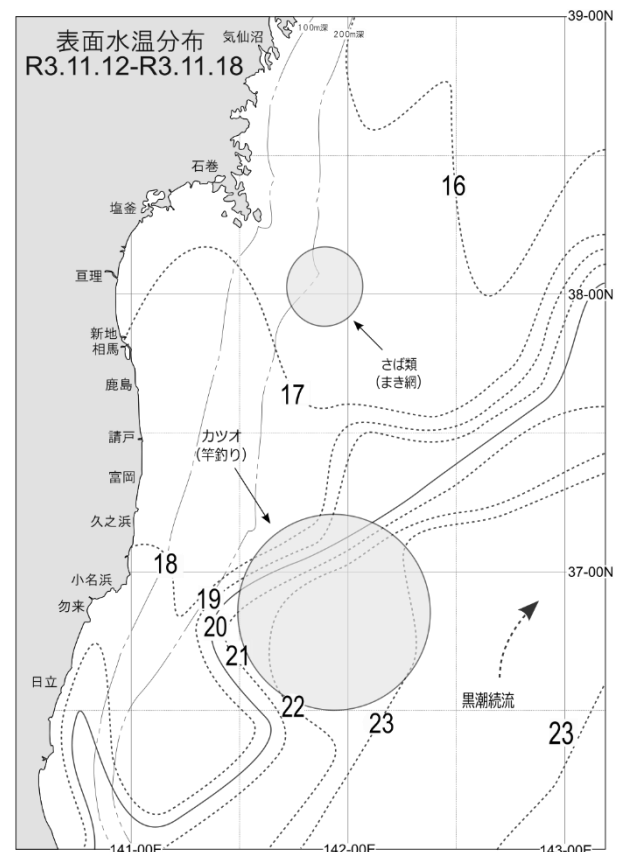 表面水温分布
R3.11.12-R3.11.18
気仙沼
100m深
200m深
39-00N
石巻
16
塩釜
亘理
38-00N
新地
相馬
さば類
(まき網)
鹿島
17
カツオ
(竿釣り)
請戸
富岡
久之浜
18
37-00N
小名浜
19
勿来
20
21
日立
22
23
黒潮続流
23
141-00E
142-00E
143-00E